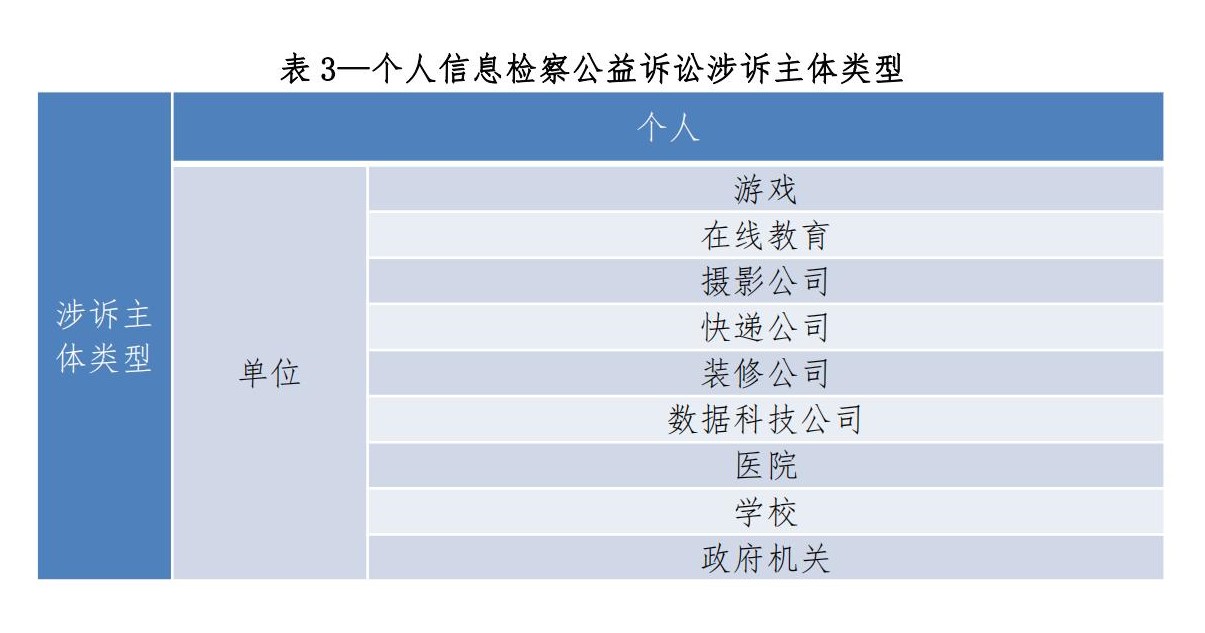 表 3—个人信息检察公益诉讼涉诉主体类型
个人
涉诉主
体类型
单位
游戏
在线教育
摄影公司
快递公司
装修公司
数据科技公司
医院
学校
政府机关